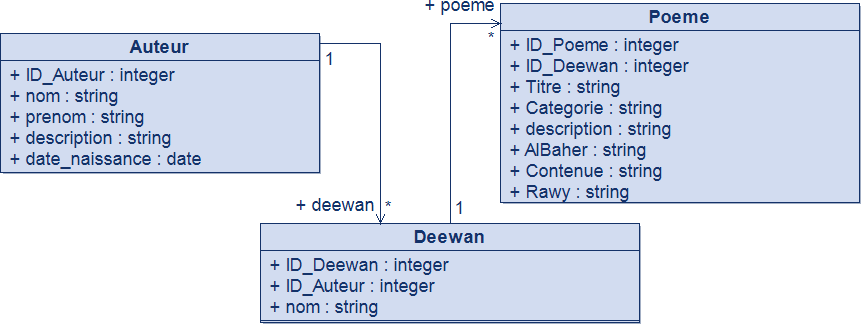 Auteur
+ ID_Auteur : integer
+ nom : string
+ prenom : string
+ description : string
+ date_naissance : date
1
+ deewan
*
Deewan
+ ID_Deewan : integer
+ ID_Auteur : integer
+ nom : string
1
+ poeme
*
Poeme
+ ID_Poeme : integer
+ ID_Deewan : integer
+ Titre : string
+ Categorie : string
+ description : string
+ AlBaher : string
+ Contenue : string
+ Rawy : string